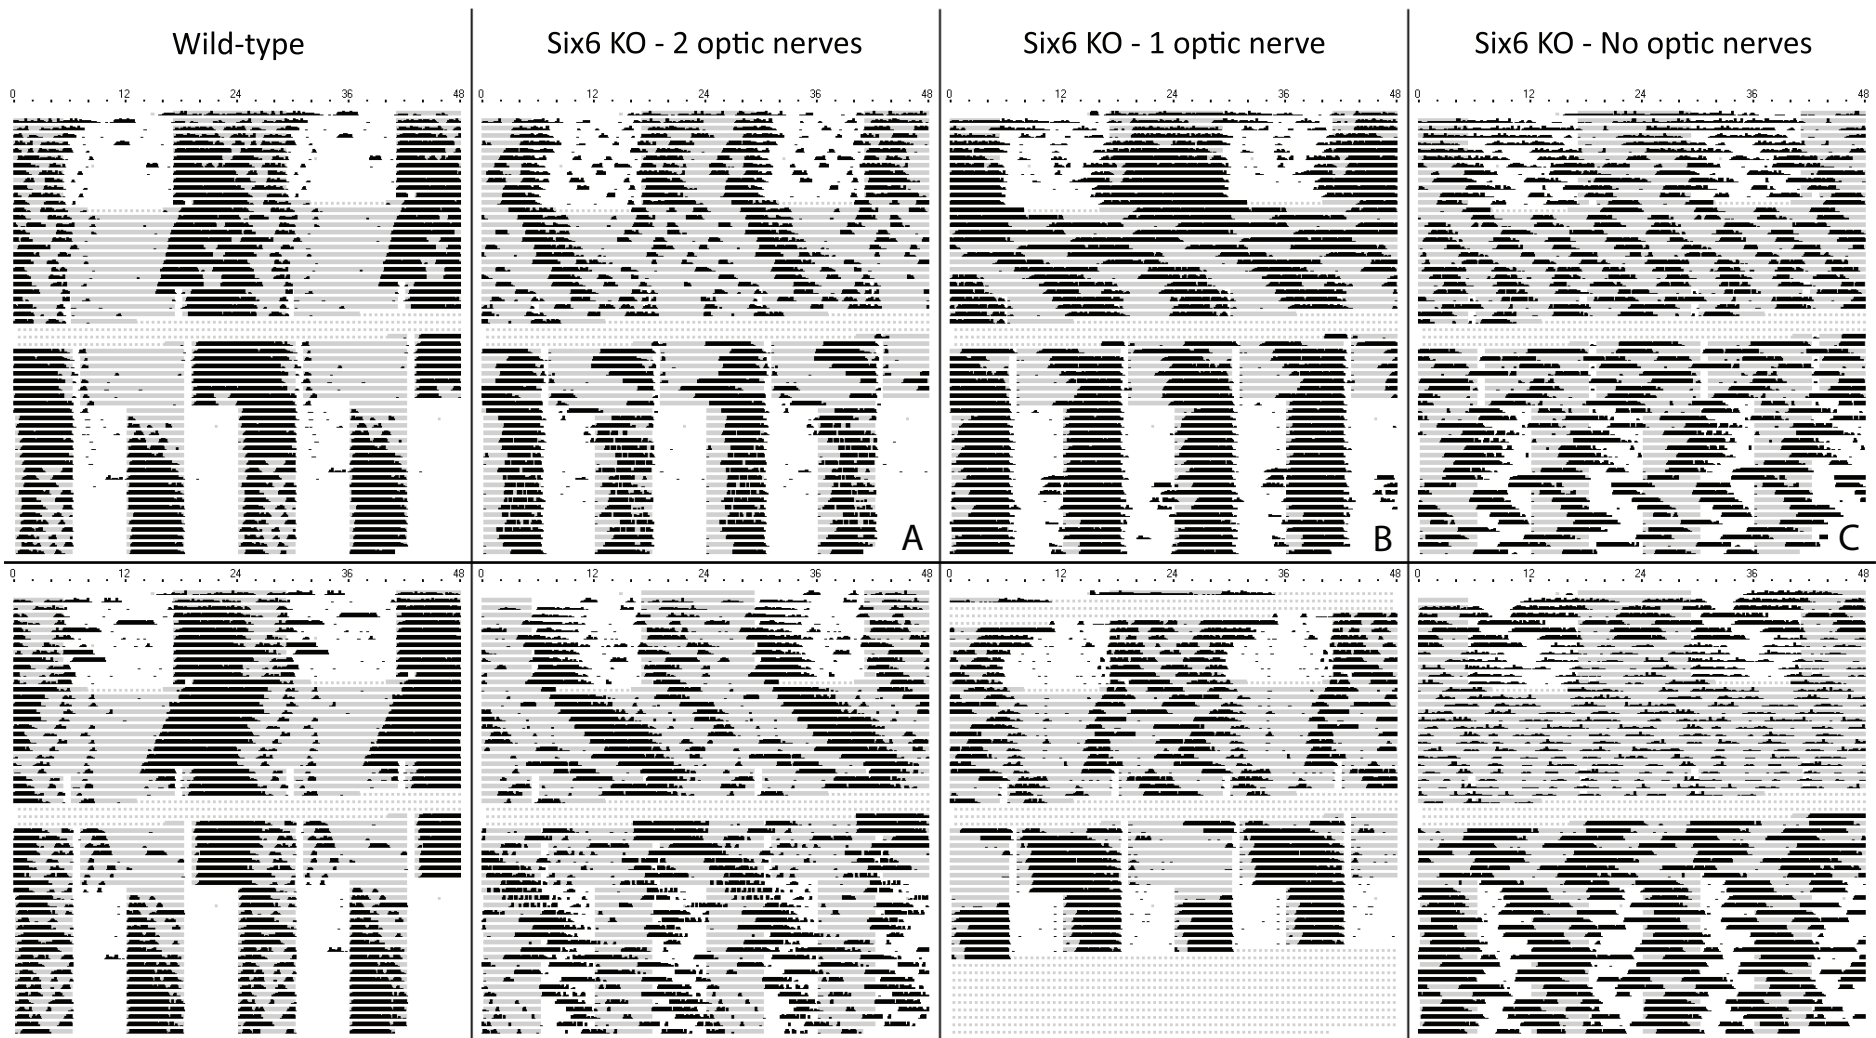 Wild-type
Six6 KO - 2 optic nerves
Six6 KO - 1 optic nerve
Six6 KO - No optic nerves
0 12 24 36 48
0 12 24 36 48
0 12 24 36 48
0 12 24 36 48
A
B
C
0 12 24 36 48
0 12 24 36 48
0 12 24 36 48
0 12 24 36 48